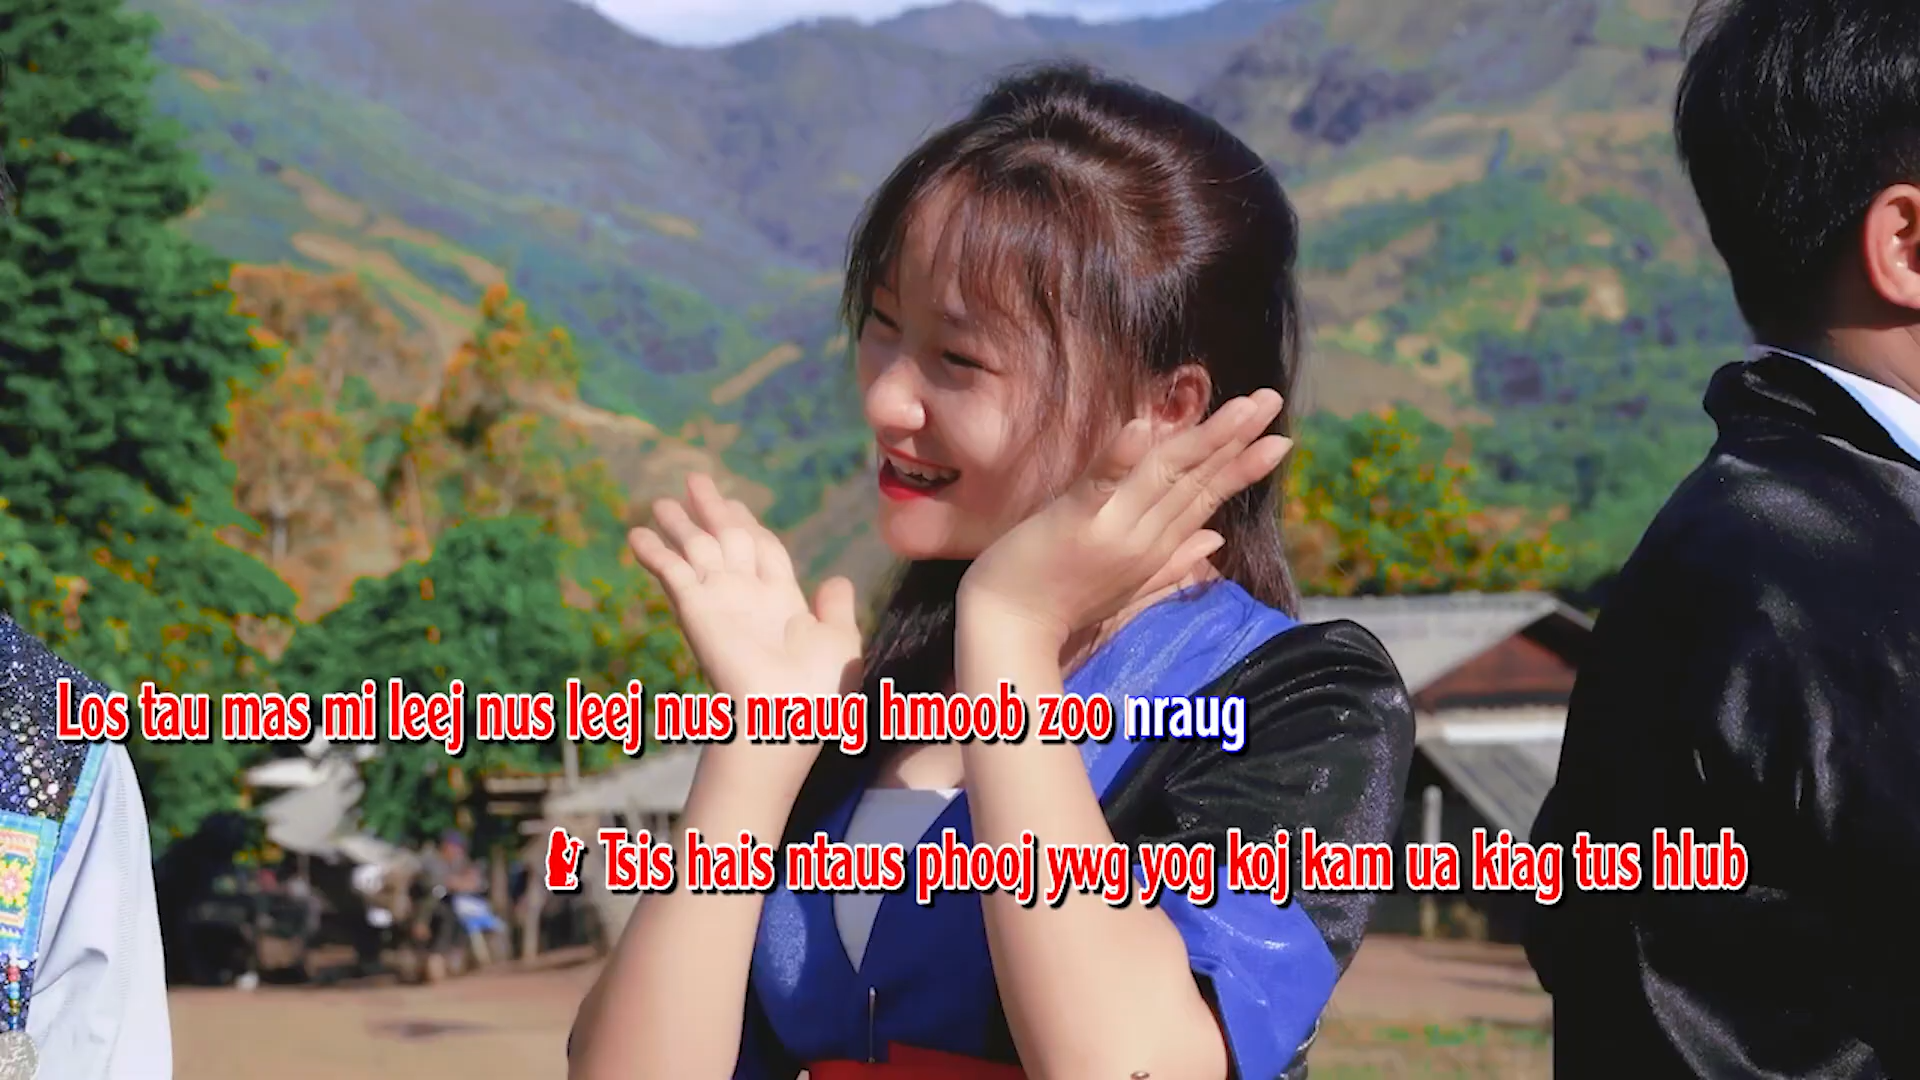 Los tau mas mi leej nus leej nus nraug hmoob zoo nraug
Tsis hais ntaus phooj ywg yog koj kam ua kiag tus hlub